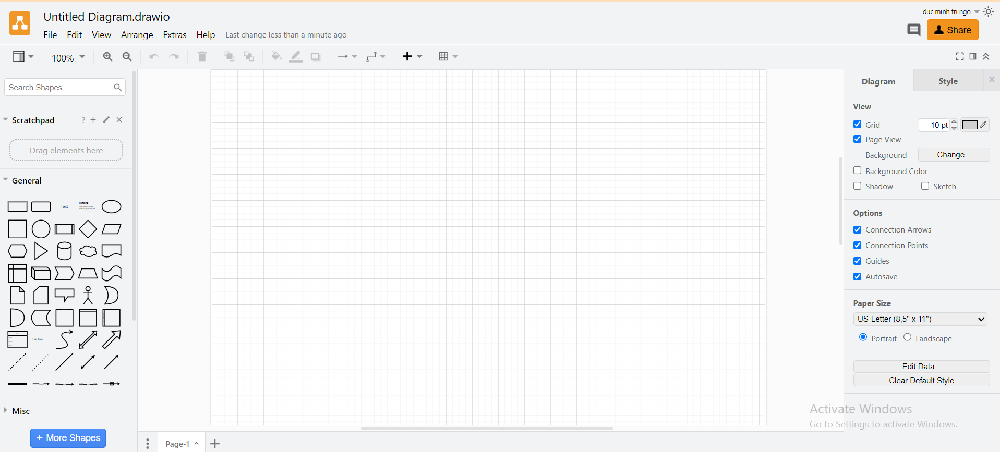 Untitled Diagram.drawio
duc minh tri ngo
File Edit View Arrange Extras Help Last change less than a minute ago
Share
100%
Search Shapes
Scratchpad ? +
Drag elements here
General
Text
Heading
List Item
Misc
+ More Shapes
Page-1
Diagram Style
View
Grid 10 pt
Page View
Background Change...
Background Color
Shadow Sketch
Options
Connection Arrows
Connection Points
Guides
Autosave
Paper Size
US-Letter (8,5" x 11")
Portrait Landscape
Edit Data...
Clear Default Style
Activate Windows
Go to Settings to activate Windows.